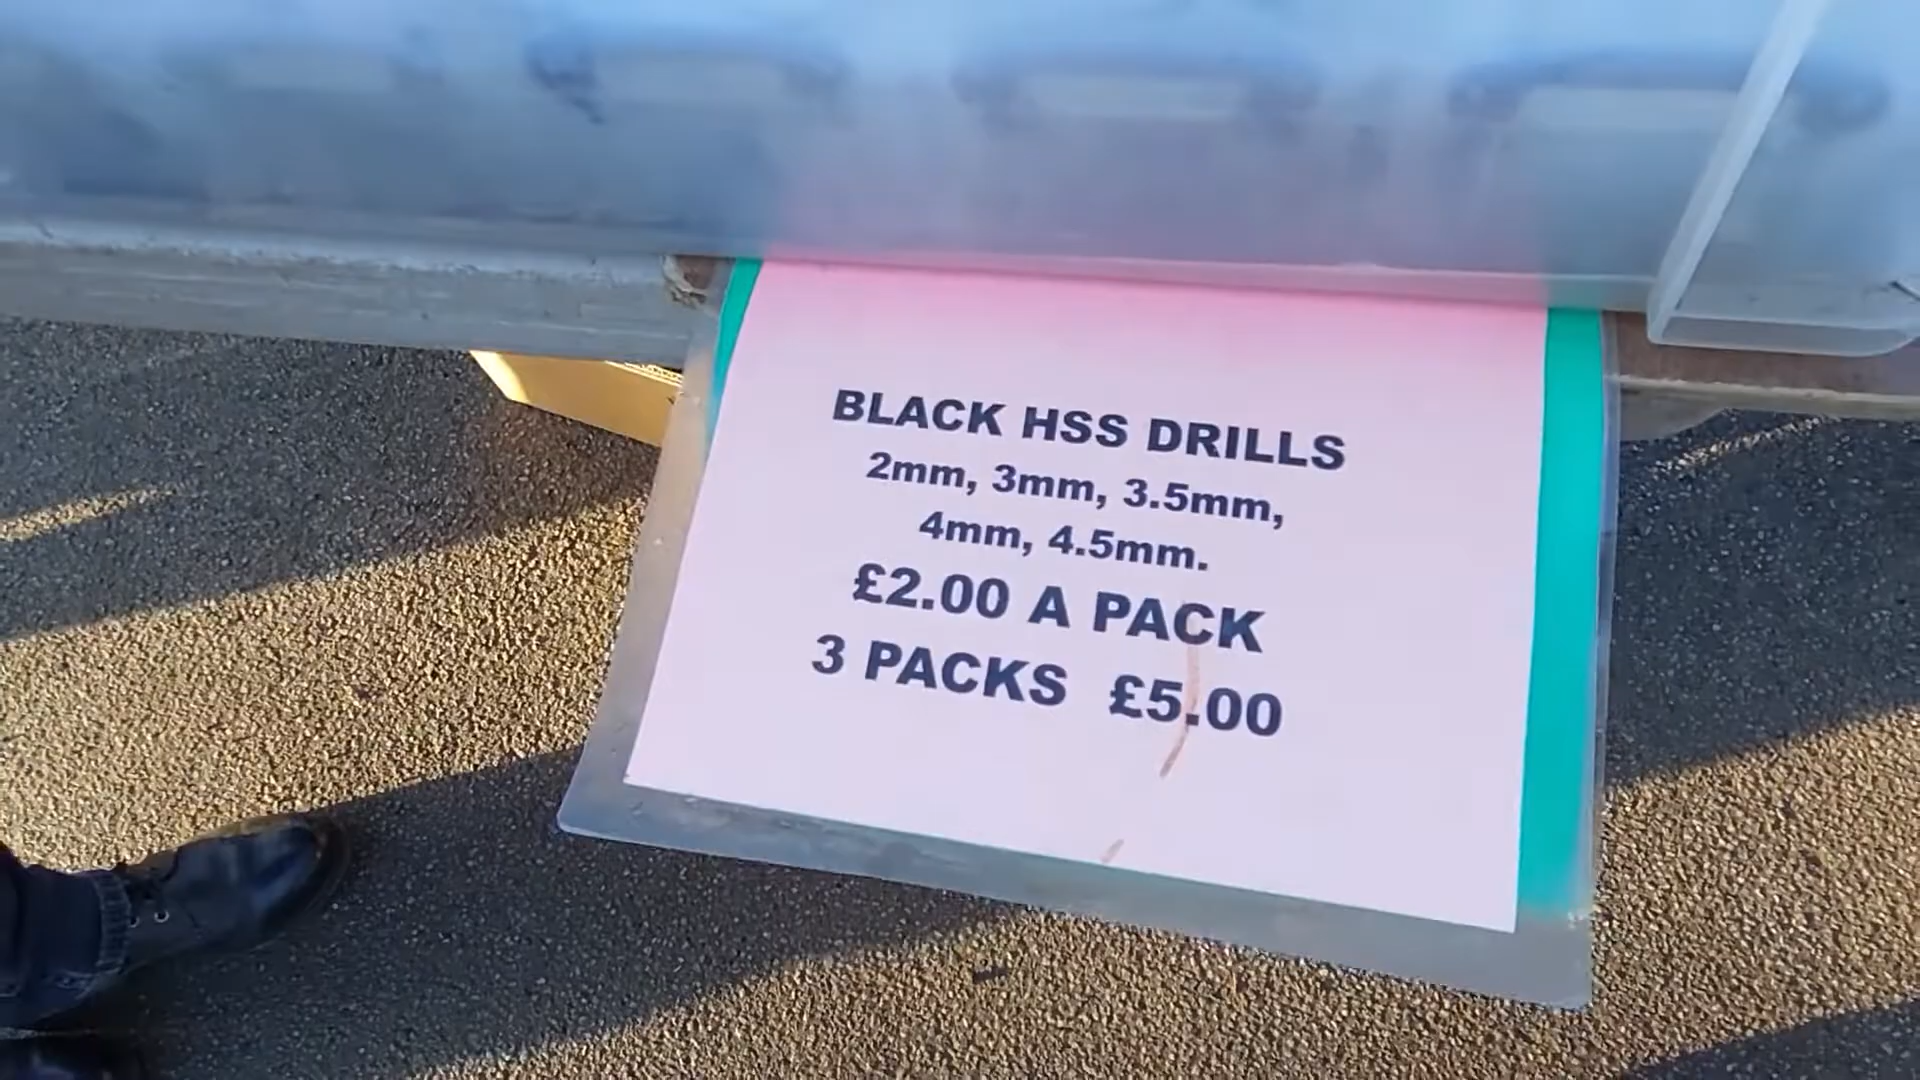 BLACK HSS DRILLS
2mm, 3mm, 3.5mm,
4mm, 4.5mm.
£2.00 A PACK
3 PACKS £5.00